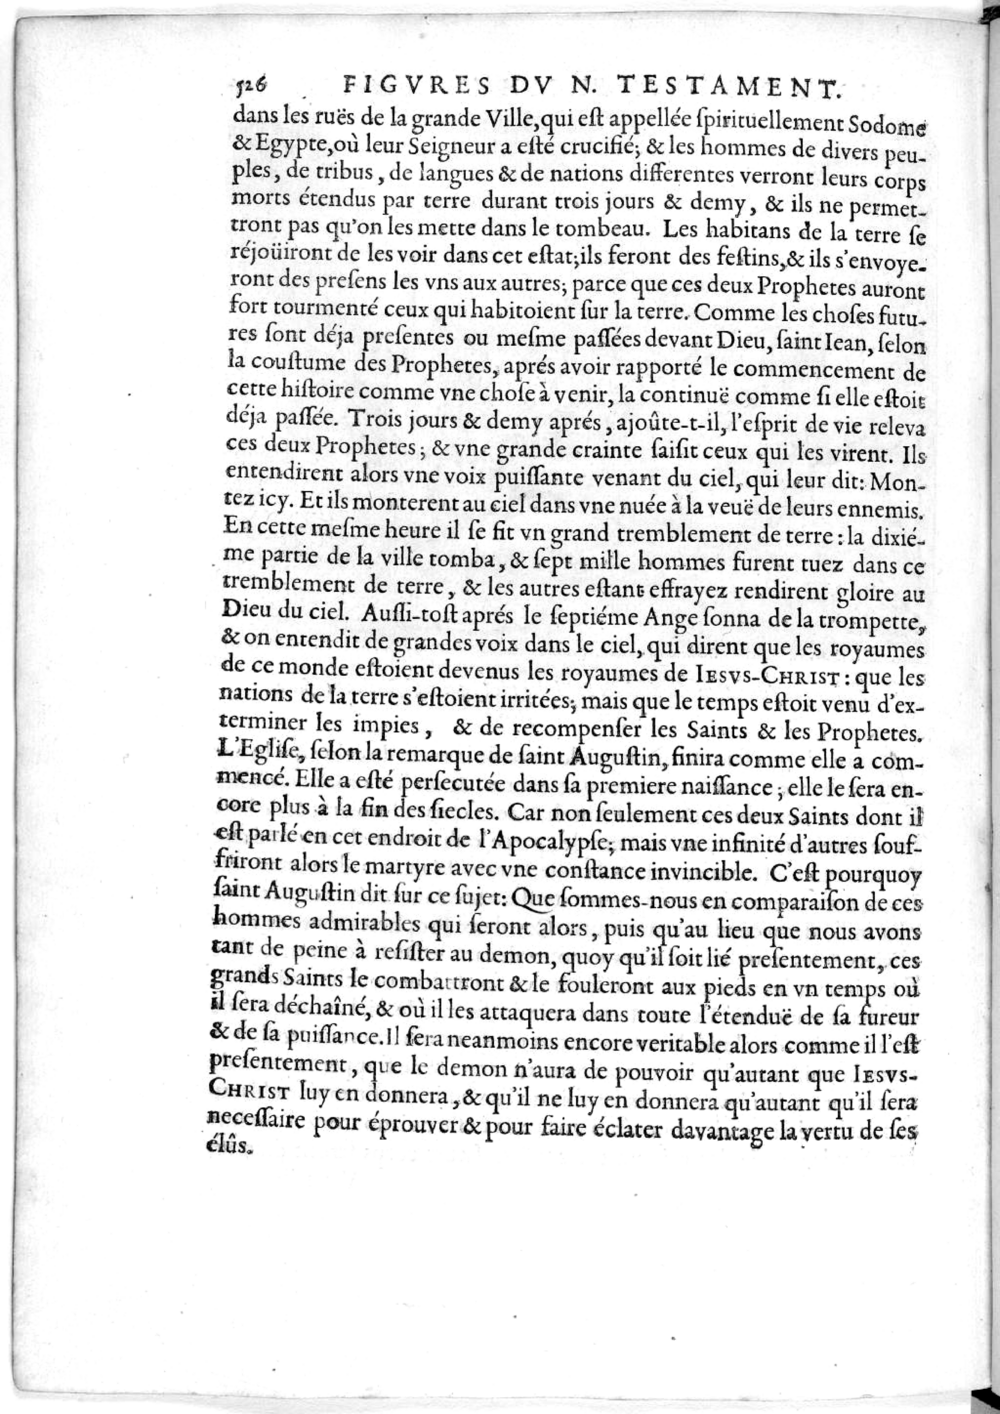 526 FIGVRES DV N. TESTAMENT.
dans les ruës de la grande Ville, qui eſt appellée ſpirituellement Sodome
& Egypte, où leur Seigneur a eſté crucifié; & les hommes de divers peu-
ples, de tribus, de langues & de nations differentes verront leurs corps
morts étendus par terre durant trois jours & demy, & ils ne permet-
tront pas qu'on les mette dans le tombeau. Les habitans de la terre ſe
réjoüiront de les voir dans cet eſtat; ils feront des feſtins, & ils s'envoye-
ront des preſens les vns aux autres; parce que ces deux Prophetes auront
fort tourmenté ceux qui habitoient ſur la terre. Comme les choſes futu-
res ſont déja preſentes ou meſme paſſées devant Dieu, ſaint Iean, ſelon
la couſtume des Prophetes, aprés avoir rapporté le commencement de
cette hiſtoire comme vne choſe à venir, la continuë comme ſi elle eſtoit
déja paſſée. Trois jours & demy aprés, ajoûte-t-il, l'eſprit de vie releva
ces deux Prophetes; & vne grande crainte ſaiſit ceux qui les virent. Ils
entendirent alors vne voix puiſſante venant du ciel, qui leur dit: Mon-
tez icy. Et ils monterent au ciel dans vne nuée à la veuë de leurs ennemis.
En cette meſme heure il ſe fit vn grand tremblement de terre: la dixié-
me partie de la ville tomba, & ſept mille hommes furent tuez dans ce
tremblement de terre, & les autres eſtant effrayez rendirent gloire au
Dieu du ciel. Auſſi-toſt aprés le ſeptiéme Ange ſonna de la trompette,
& on entendit de grandes voix dans le ciel, qui dirent que les royaumes
de ce monde eſtoient devenus les royaumes de IESVS-CHRIST: que les
nations de la terre s'eſtoient irritées; mais que le temps eſtoit venu d'ex-
terminer les impies, & de recompenſer les Saints & les Prophetes.
L'Egliſe, ſelon la remarque de ſaint Auguſtin, finira comme elle a com-
mencé. Elle a eſté perſecutée dans ſa premiere naiſſance; elle le ſera en-
core plus à la fin des ſiecles. Car non ſeulement ces deux Saints dont il
eſt parlé en cet endroit de l'Apocalypſe; mais vne infinité d'autres ſouf-
friront alors le martyre avec vne conſtance invincible. C'eſt pourquoy
ſaint Auguſtin dit ſur ce ſujet: Que ſommes-nous en comparaiſon de ces
hommes admirables qui ſeront alors, puis qu'au lieu que nous avons
tant de peine à reſiſter au demon, quoy qu'il ſoit lié preſentement, ces
grands Saints le combattront & le fouleront aux pieds en vn temps où
il ſera déchaîné, & où il les attaquera dans toute l'étenduë de ſa fureur
& de ſa puiſſance. Il ſera neanmoins encore veritable alors comme il l'eſt
preſentement, que le demon n'aura de pouvoir qu'autant que IESVS-
CHRIST luy en donnera, & qu'il ne luy en donnera qu'autant qu'il ſera
neceſſaire pour éprouver & pour faire éclater davantage la vertu de ſes
élûs.